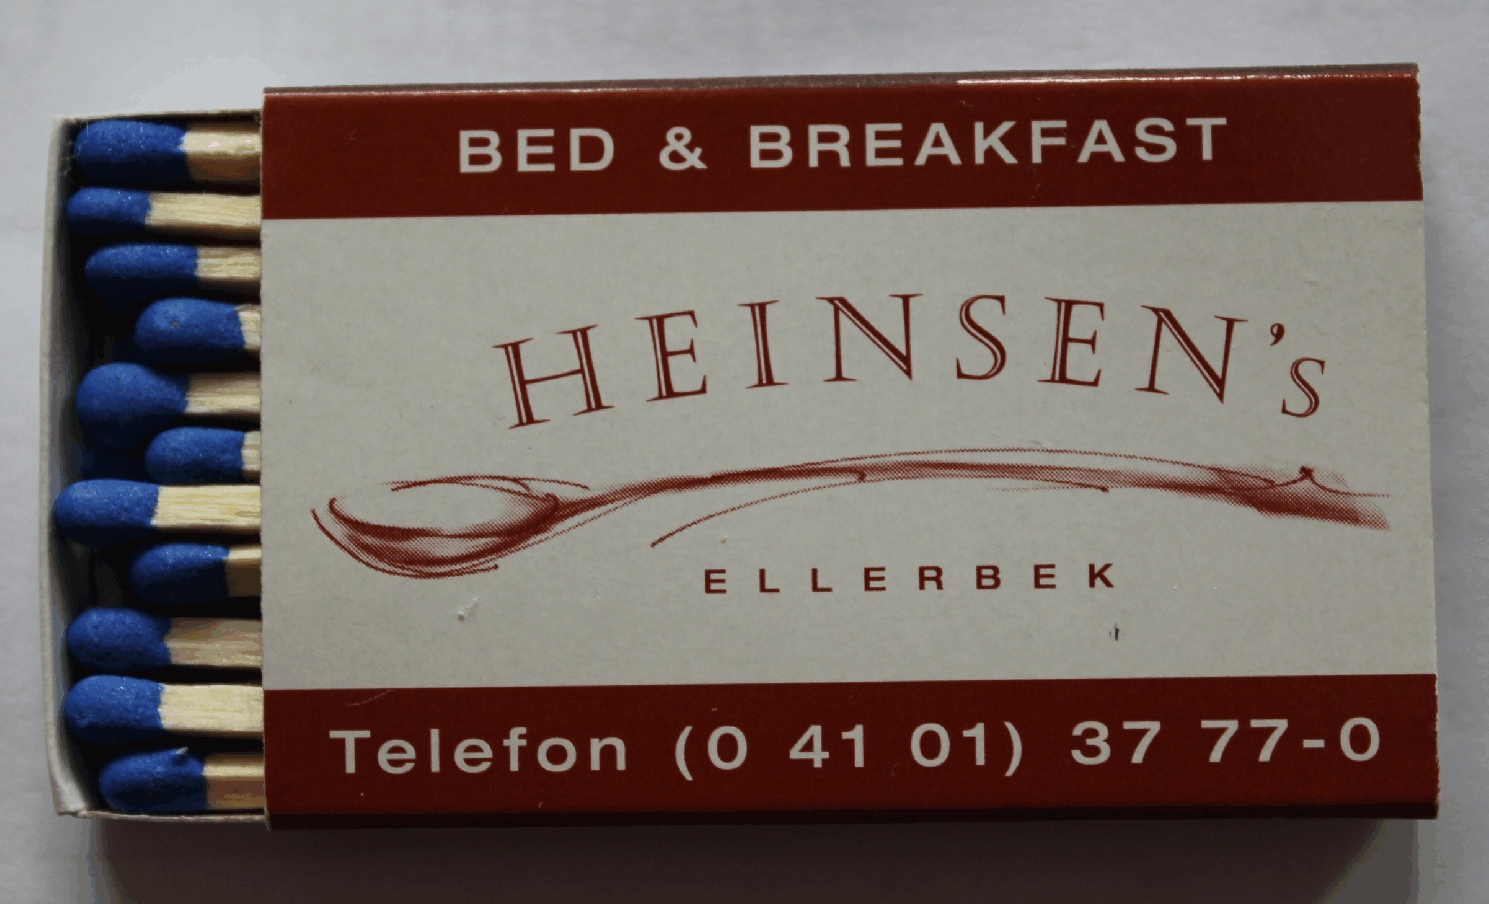 BED & BREAKFAST
HEINSEN's
ELLERBEK
Telefon (0 41 01) 37 77-0